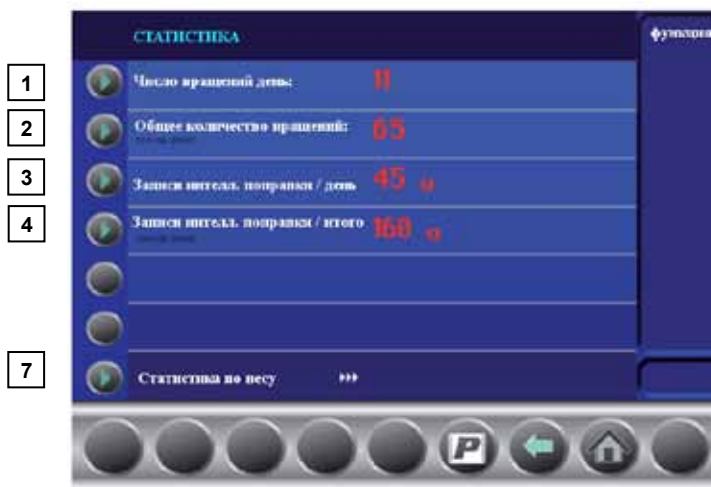 СТАТИСТИКА
функции
1 Число вращений день: 11
2 Общее количество вращений: 65
3 Записи интелл. поправки / день 45
4 Записи интелл. поправки / итого 160
7 Статистика по весу
P